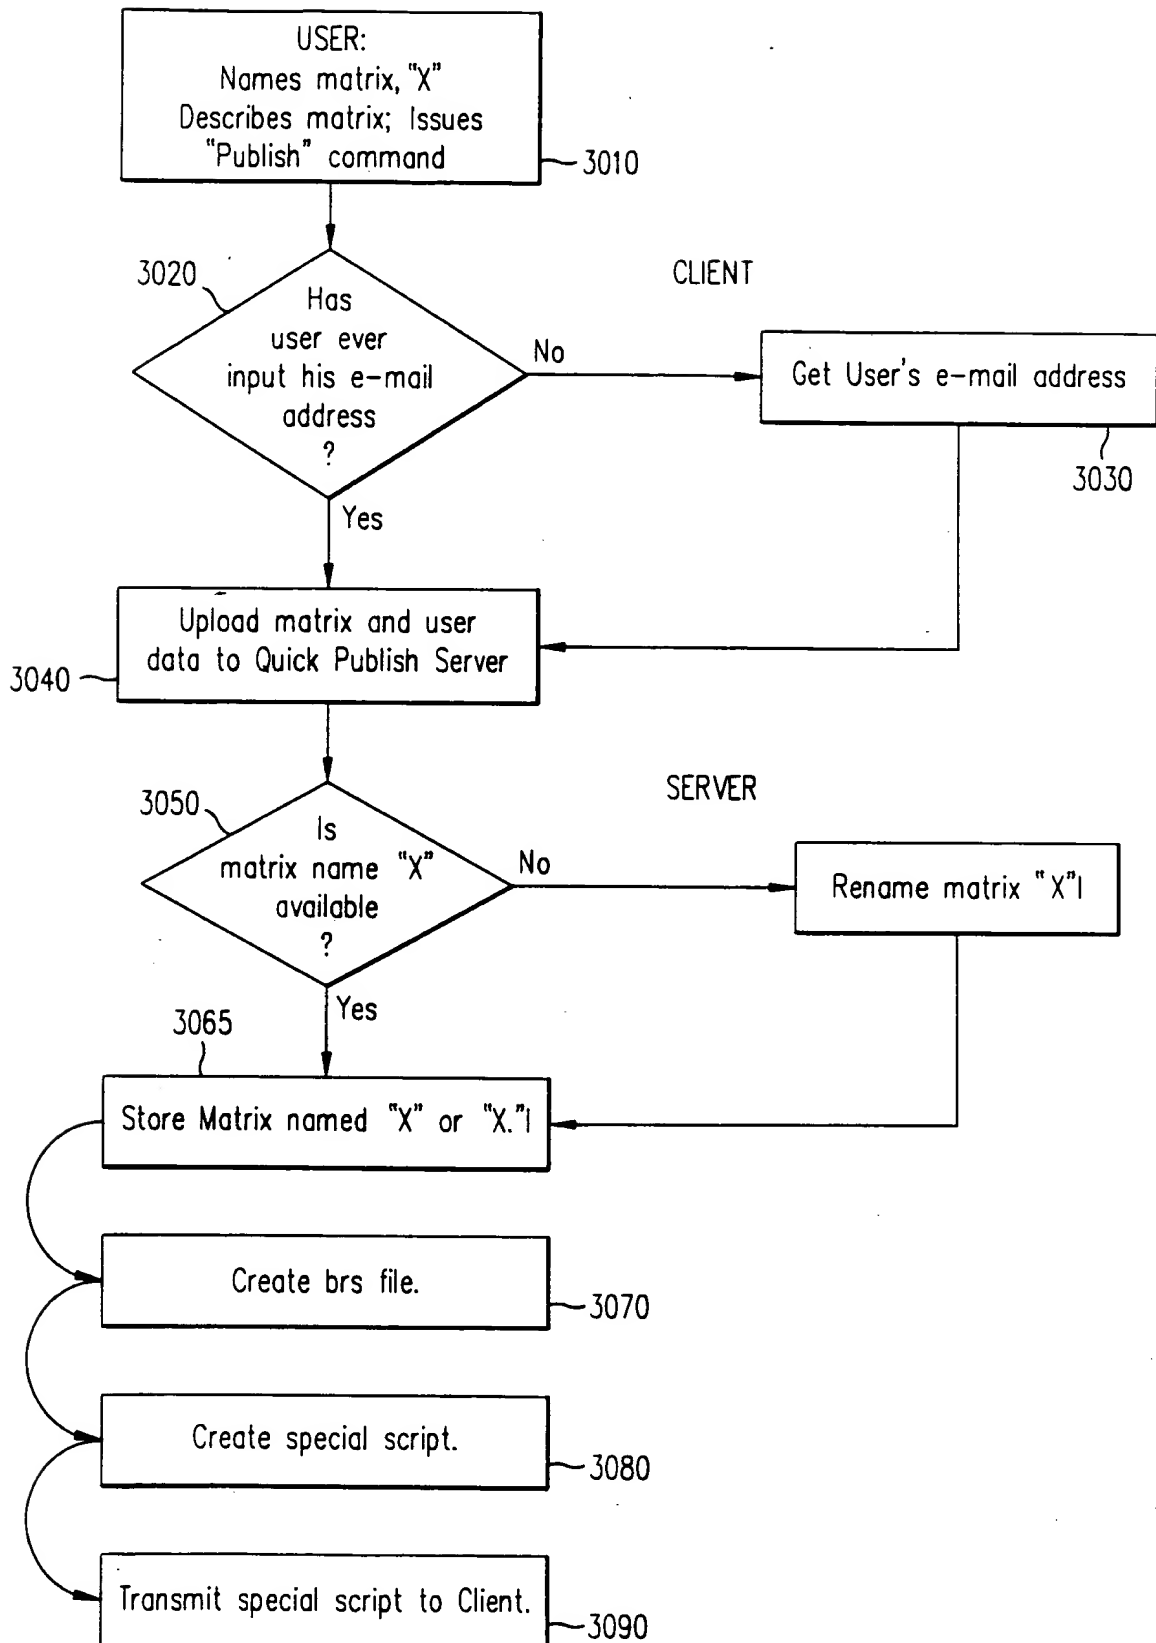 USER:
Names matrix, "X"
Describes matrix; Issues
"Publish" command
3010
3020
Has
user ever
input his e-mail
address
?
No
CLIENT
Get User's e-mail address
3030
Yes
Upload matrix and user
data to Quick Publish Server
3040
3050
Is
matrix name "X"
available
?
No
SERVER
Rename matrix "X"|
Yes
3065
Store Matrix named "X" or "X."|
Create brs file.
3070
Create special script.
3080
Transmit special script to Client.
3090